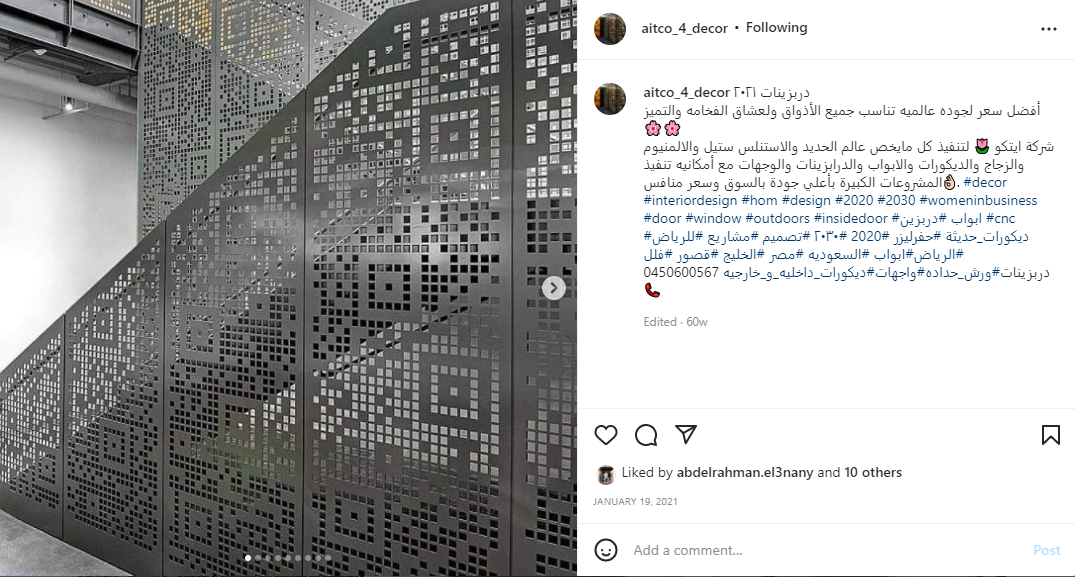 aitco_4_decor • Following
aitco_4_decor دربزينات ٢٠٢١
أفضل سعر لجوده عالميه تناسب جميع الأذواق ولعشاق الفخامه والتميز
🌸🌸
شركة ايتكو 🌷 لتنفيذ كل مايخص عالم الحديد والاستنلس ستيل والالمنيوم
والزجاج والديكورات والابواب والدرابزينات والوجهات مع أمكانيه تنفيذ
المشروعات الكبيرة بأعلي جودة بالسوق وسعر منافس👌🏼. #decor
#interiordesign #hom #design #2020 #2030 #womeninbusiness
#door #window #outdoors #insidedoor #ابواب #دربزين #cnc
#ديكورات_حديثة #حفرليزر #2020 #٢٠٣٠ #تصميم #مشاريع #للرياض
#الرياض#ابواب #السعوديه #مصر #الخليج #قصور #فلل
دربزينات#ورش_حداده#واجهات#ديكورات_داخليه_و_خارجيه 0450600567
📞
Edited · 60w
Liked by abdelrahman.el3nany and 10 others
JANUARY 19, 2021
Add a comment... Post